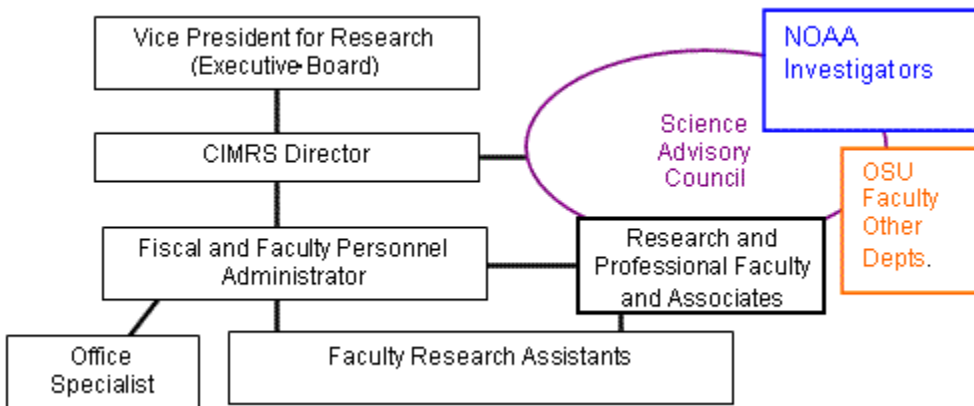 Vice President for Research
(Executive-Board)
NOAA
Investigators
CIMRS Director
Science
Advisory
Council
OSU
Faculty
Other
Depts.
Fiscal and Faculty Personnel
Administrator
Research and
Professional Faculty
and Associates
Office
Specialist
Faculty Research Assistants